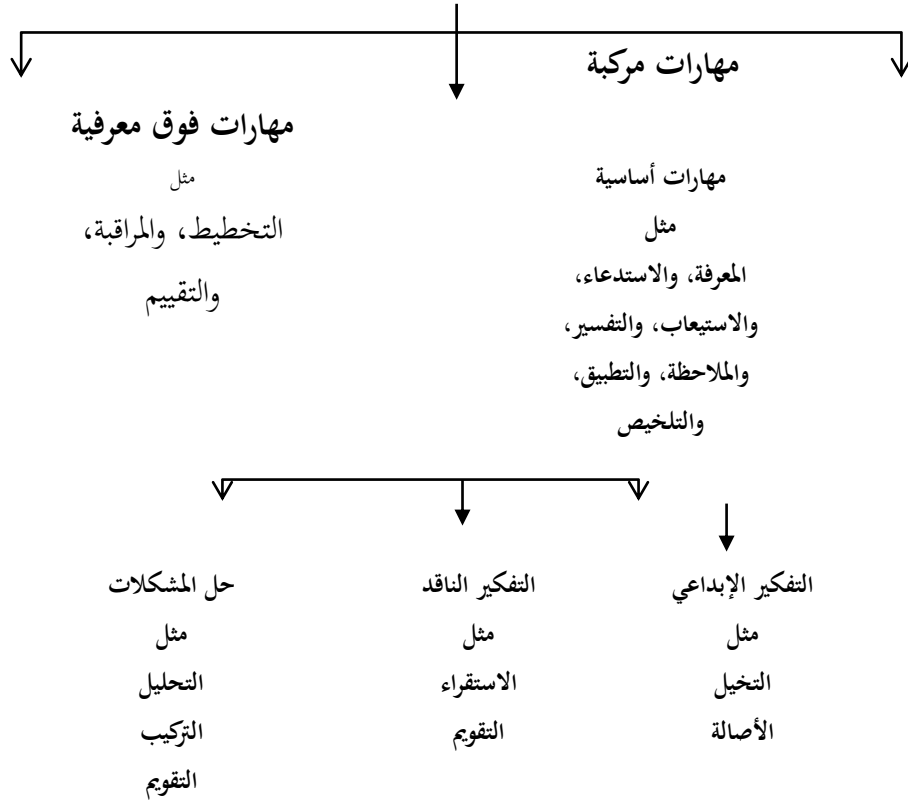 مهارات مركبة
مهارات أساسية
مثل
المعرفة، والاستدعاء،
والاستيعاب، والتفسير،
والملاحظة، والتطبيق،
والتلخيص
مهارات فوق معرفية
مثل
التخطيط، والمراقبة،
والتقييم
التفكير الإبداعي
مثل
التخيل
الأصالة
التفكير الناقد
مثل
الاستقراء
التقويم
حل المشكلات
مثل
التحليل
التركيب
التقويم